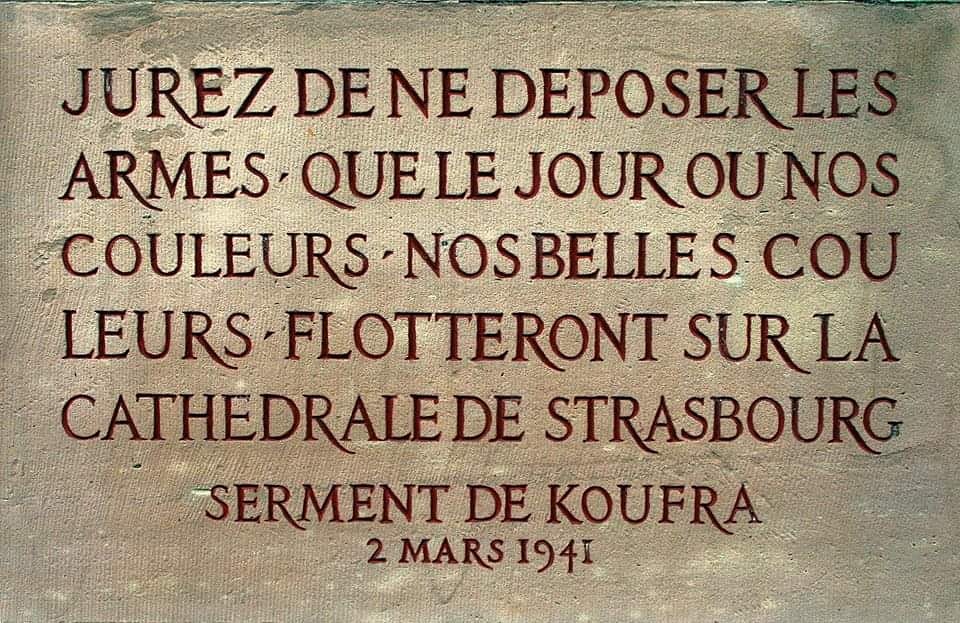 JUREZ DE NE DEPOSER LES
ARMES · QUE LE JOUR OU NOS
COULEURS · NOS BELLES COU
LEURS · FLOTTERONT SUR LA
CATHEDRALE DE STRASBOURG
SERMENT DE KOUFRA
2 MARS 1941